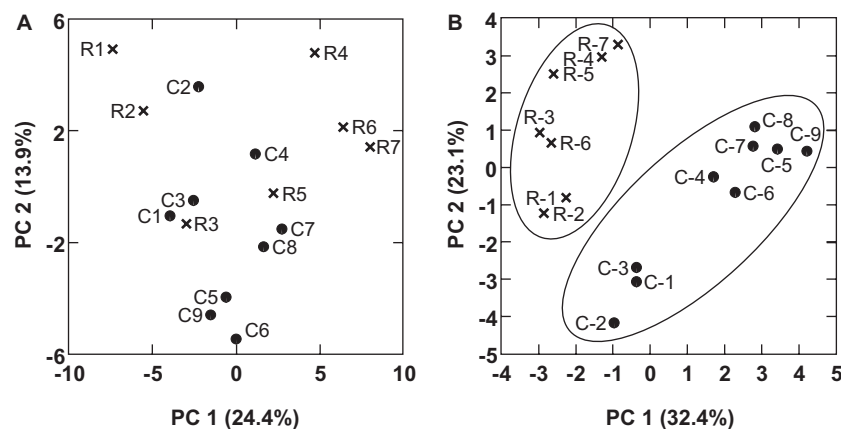 A
6
2
-2
-6
PC 2 (13.9%)
R1
R4
C2
R2
R6
R7
C4
R5
C3
C1
R3
C7
C8
C5
C9
C6
-10
-5
0
5
10
PC 1 (24.4%)
B
5
4
3
2
1
0
-1
-2
-3
-4
-5
PC 2 (23.1%)
R-7
R-4
R-5
R-3
R-6
R-1
R-2
C-8
C-7
C-9
C-5
C-4
C-6
C-3
C-1
C-2
-4
-3
-2
-1
0
1
2
3
4
5
PC 1 (32.4%)